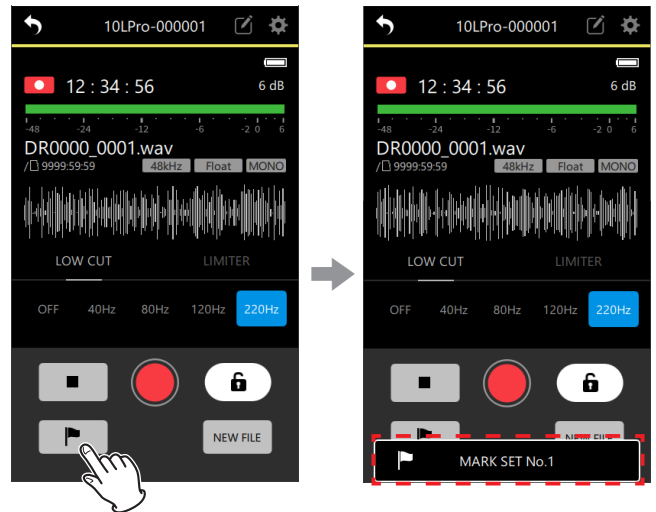 10LPro-000001
12 : 34 : 56
6 dB
-48 -24 -12 -6 -2 0 6
DR0000_0001.wav
/ 9999:59:59 48kHz Float MONO
LOW CUT LIMITER
OFF 40Hz 80Hz 120Hz 220Hz
NEW FILE
10LPro-000001
12 : 34 : 56
6 dB
-48 -24 -12 -6 -2 0 6
DR0000_0001.wav
/ 9999:59:59 48kHz Float MONO
LOW CUT LIMITER
OFF 40Hz 80Hz 120Hz 220Hz
NEW FILE
MARK SET No.1